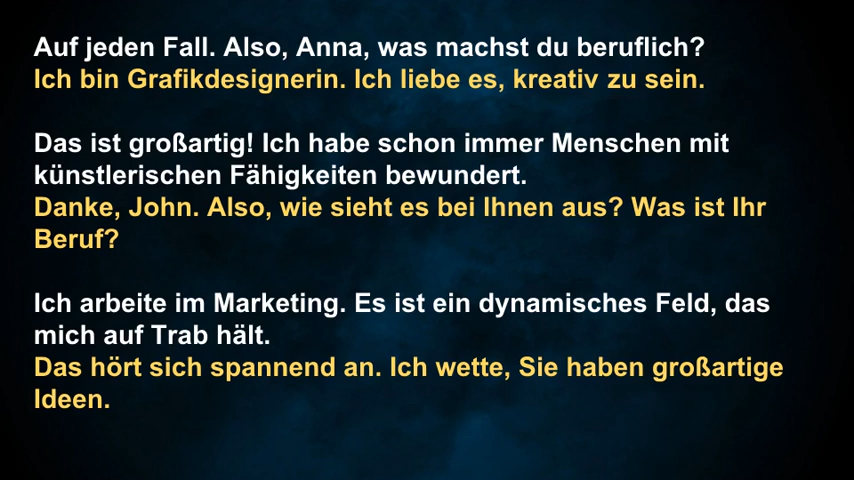 Auf jeden Fall. Also, Anna, was machst du beruflich?
Ich bin Grafikdesignerin. Ich liebe es, kreativ zu sein.
Das ist großartig! Ich habe schon immer Menschen mit
künstlerischen Fähigkeiten bewundert.
Danke, John. Also, wie sieht es bei Ihnen aus? Was ist Ihr
Beruf?
Ich arbeite im Marketing. Es ist ein dynamisches Feld, das
mich auf Trab hält.
Das hört sich spannend an. Ich wette, Sie haben großartige
Ideen.